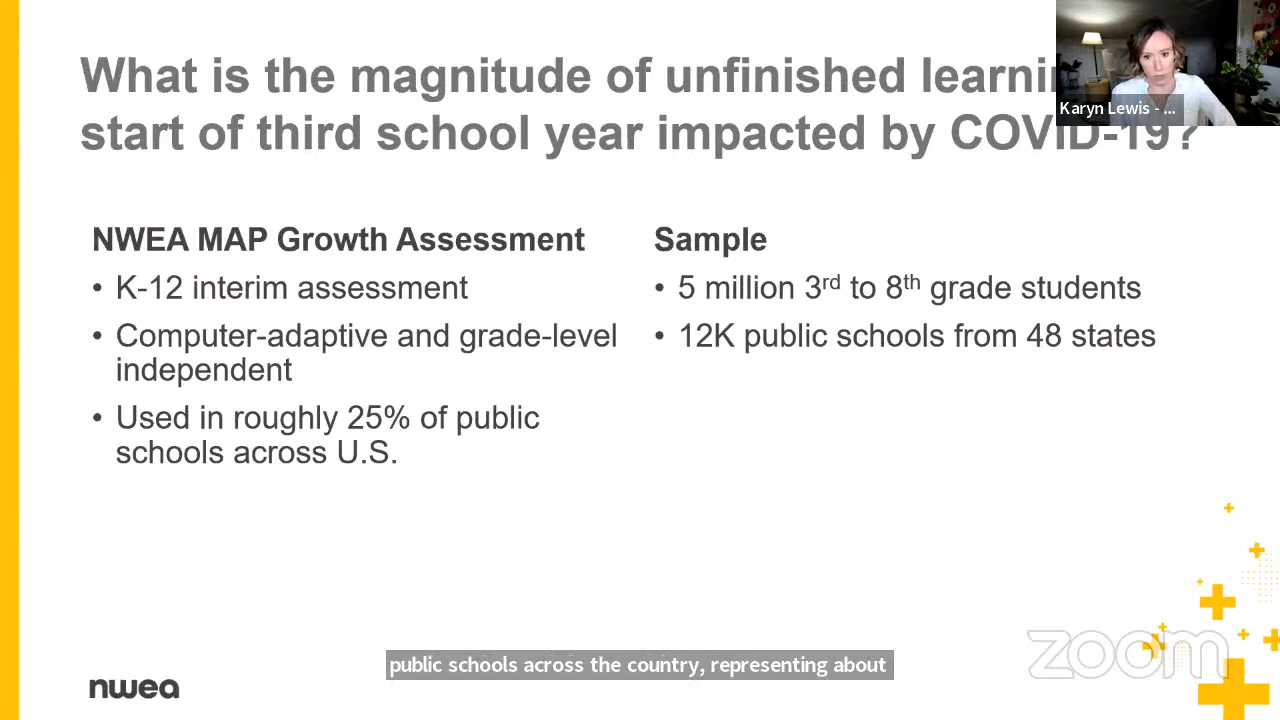 What is the magnitude of unfinished
start of third school year impacted by COVID-19?
Karyn Lewis - ...
NWEA MAP Growth Assessment
• K-12 interim assessment
• Computer-adaptive and grade-level
independent
• Used in roughly 25% of public
schools across U.S.
Sample
• 5 million 3rd to 8th grade students
• 12K public schools from 48 states
public schools across the country, representing about
nwea
zoom